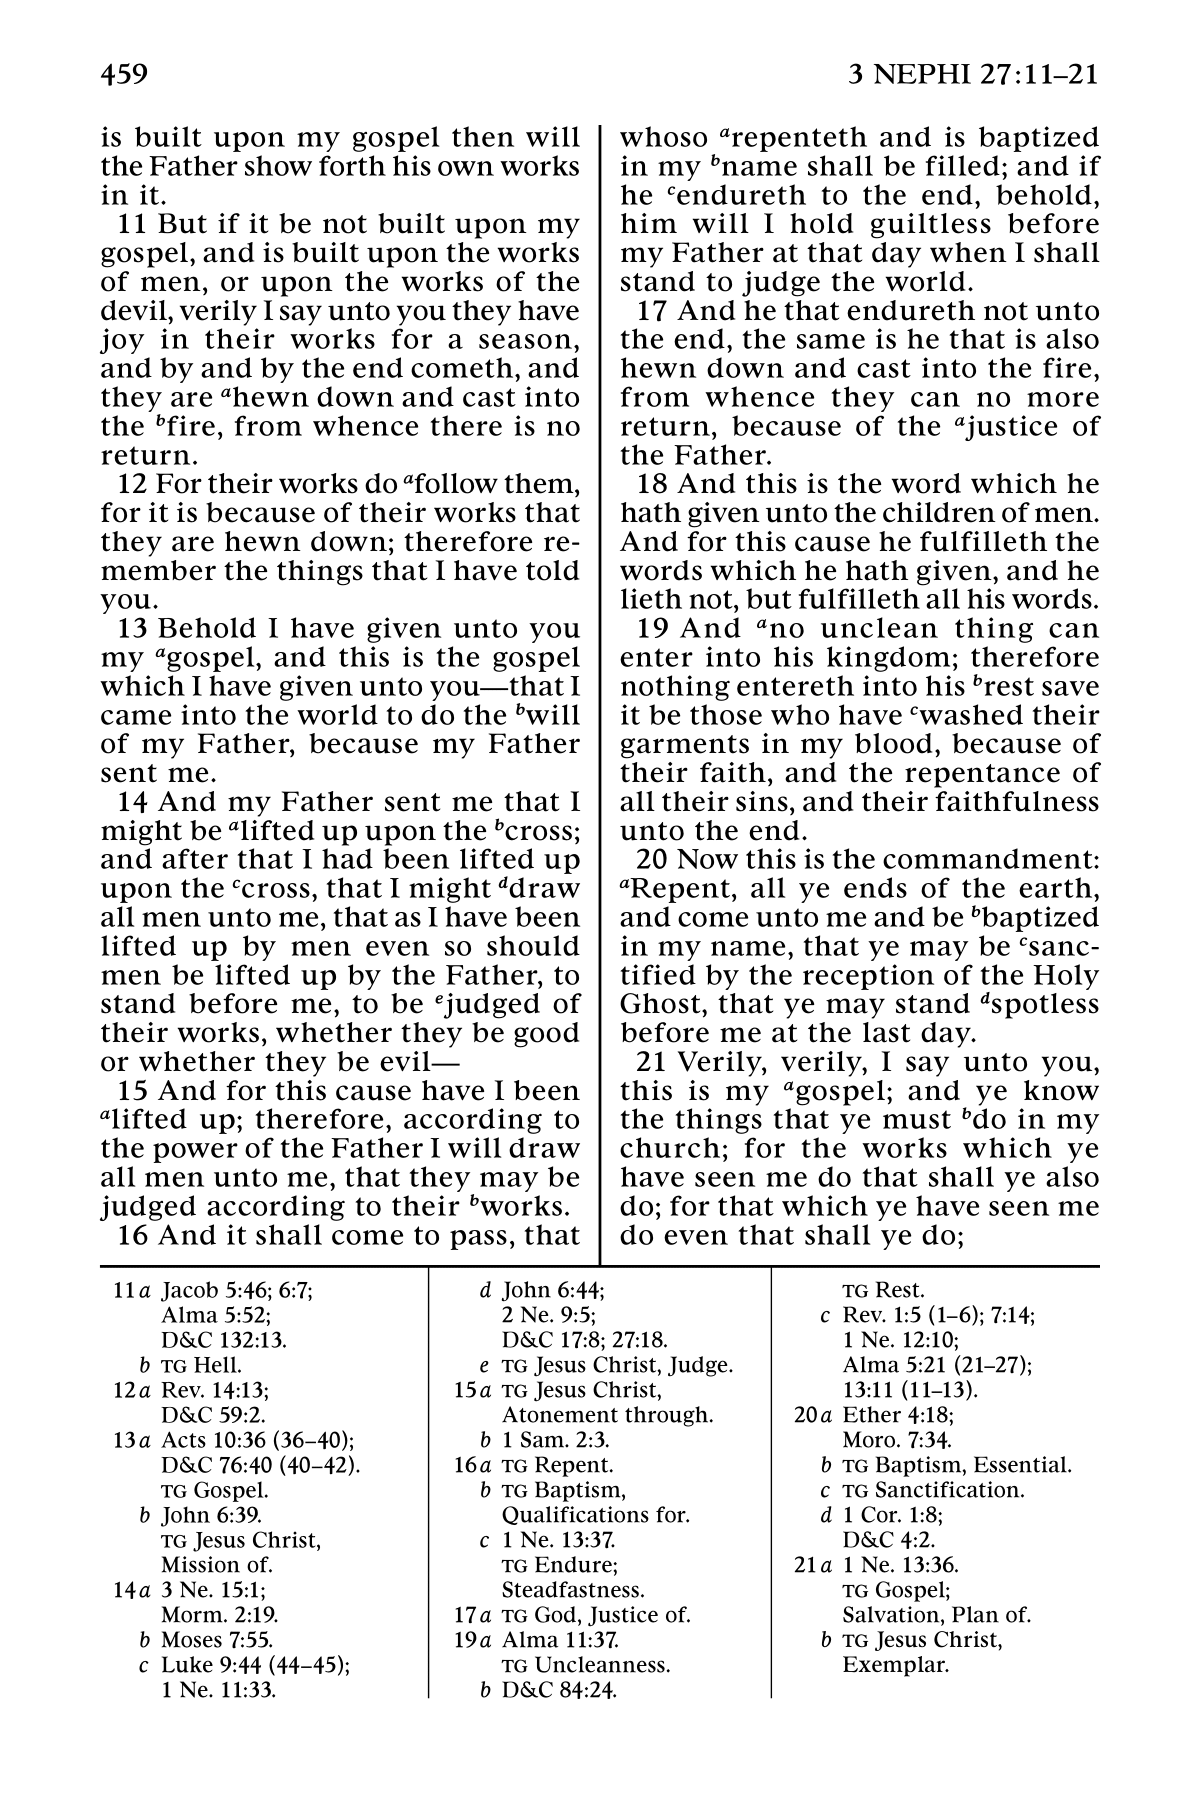 459
3 NEPHI 27:11–21
is built upon my gospel then will
the Father show forth his own works
in it.
11 But if it be not built upon my
gospel, and is built upon the works
of men, or upon the works of the
devil, verily I say unto you they have
joy in their works for a season,
and by and by the end cometh, and
they are ahewn down and cast into
the bfire, from whence there is no
return.
12 For their works do afollow them,
for it is because of their works that
they are hewn down; therefore re-
member the things that I have told
you.
13 Behold I have given unto you
my agospel, and this is the gospel
which I have given unto you—that I
came into the world to do the bwill
of my Father, because my Father
sent me.
14 And my Father sent me that I
might be alifted up upon the bcross;
and after that I had been lifted up
upon the ccross, that I might ddraw
all men unto me, that as I have been
lifted up by men even so should
men be lifted up by the Father, to
stand before me, to be ejudged of
their works, whether they be good
or whether they be evil—
15 And for this cause have I been
alifted up; therefore, according to
the power of the Father I will draw
all men unto me, that they may be
judged according to their bworks.
16 And it shall come to pass, that
whoso arepenteth and is baptized
in my bname shall be filled; and if
he cendureth to the end, behold,
him will I hold guiltless before
my Father at that day when I shall
stand to judge the world.
17 And he that endureth not unto
the end, the same is he that is also
hewn down and cast into the fire,
from whence they can no more
return, because of the ajustice of
the Father.
18 And this is the word which he
hath given unto the children of men.
And for this cause he fulfilleth the
words which he hath given, and he
lieth not, but fulfilleth all his words.
19 And ano unclean thing can
enter into his kingdom; therefore
nothing entereth into his brest save
it be those who have cwashed their
garments in my blood, because of
their faith, and the repentance of
all their sins, and their faithfulness
unto the end.
20 Now this is the commandment:
aRepent, all ye ends of the earth,
and come unto me and be bbaptized
in my name, that ye may be csanc-
tified by the reception of the Holy
Ghost, that ye may stand dspotless
before me at the last day.
21 Verily, verily, I say unto you,
this is my agospel; and ye know
the things that ye must bdo in my
church; for the works which ye
have seen me do that shall ye also
do; for that which ye have seen me
do even that shall ye do;
11a Jacob 5:46; 6:7;
Alma 5:52;
D&C 132:13.
b TG Hell.
12a Rev. 14:13;
D&C 59:2.
13a Acts 10:36 (36–40);
D&C 76:40 (40–42).
TG Gospel.
b John 6:39.
TG Jesus Christ,
Mission of.
14a 3 Ne. 15:1;
Morm. 2:19.
b Moses 7:55.
c Luke 9:44 (44–45);
1 Ne. 11:33.
d John 6:44;
2 Ne. 9:5;
D&C 17:8; 27:18.
e TG Jesus Christ, Judge.
15a TG Jesus Christ,
Atonement through.
b 1 Sam. 2:3.
16a TG Repent.
b TG Baptism,
Qualifications for.
c 1 Ne. 13:37.
TG Endure;
Steadfastness.
17a TG God, Justice of.
19a Alma 11:37.
TG Uncleanness.
b D&C 84:24.
TG Rest.
c Rev. 1:5 (1–6); 7:14;
1 Ne. 12:10;
Alma 5:21 (21–27);
13:11 (11–13).
20a Ether 4:18;
Moro. 7:34.
b TG Baptism, Essential.
c TG Sanctification.
d 1 Cor. 1:8;
D&C 4:2.
21a 1 Ne. 13:36.
TG Gospel;
Salvation, Plan of.
b TG Jesus Christ,
Exemplar.